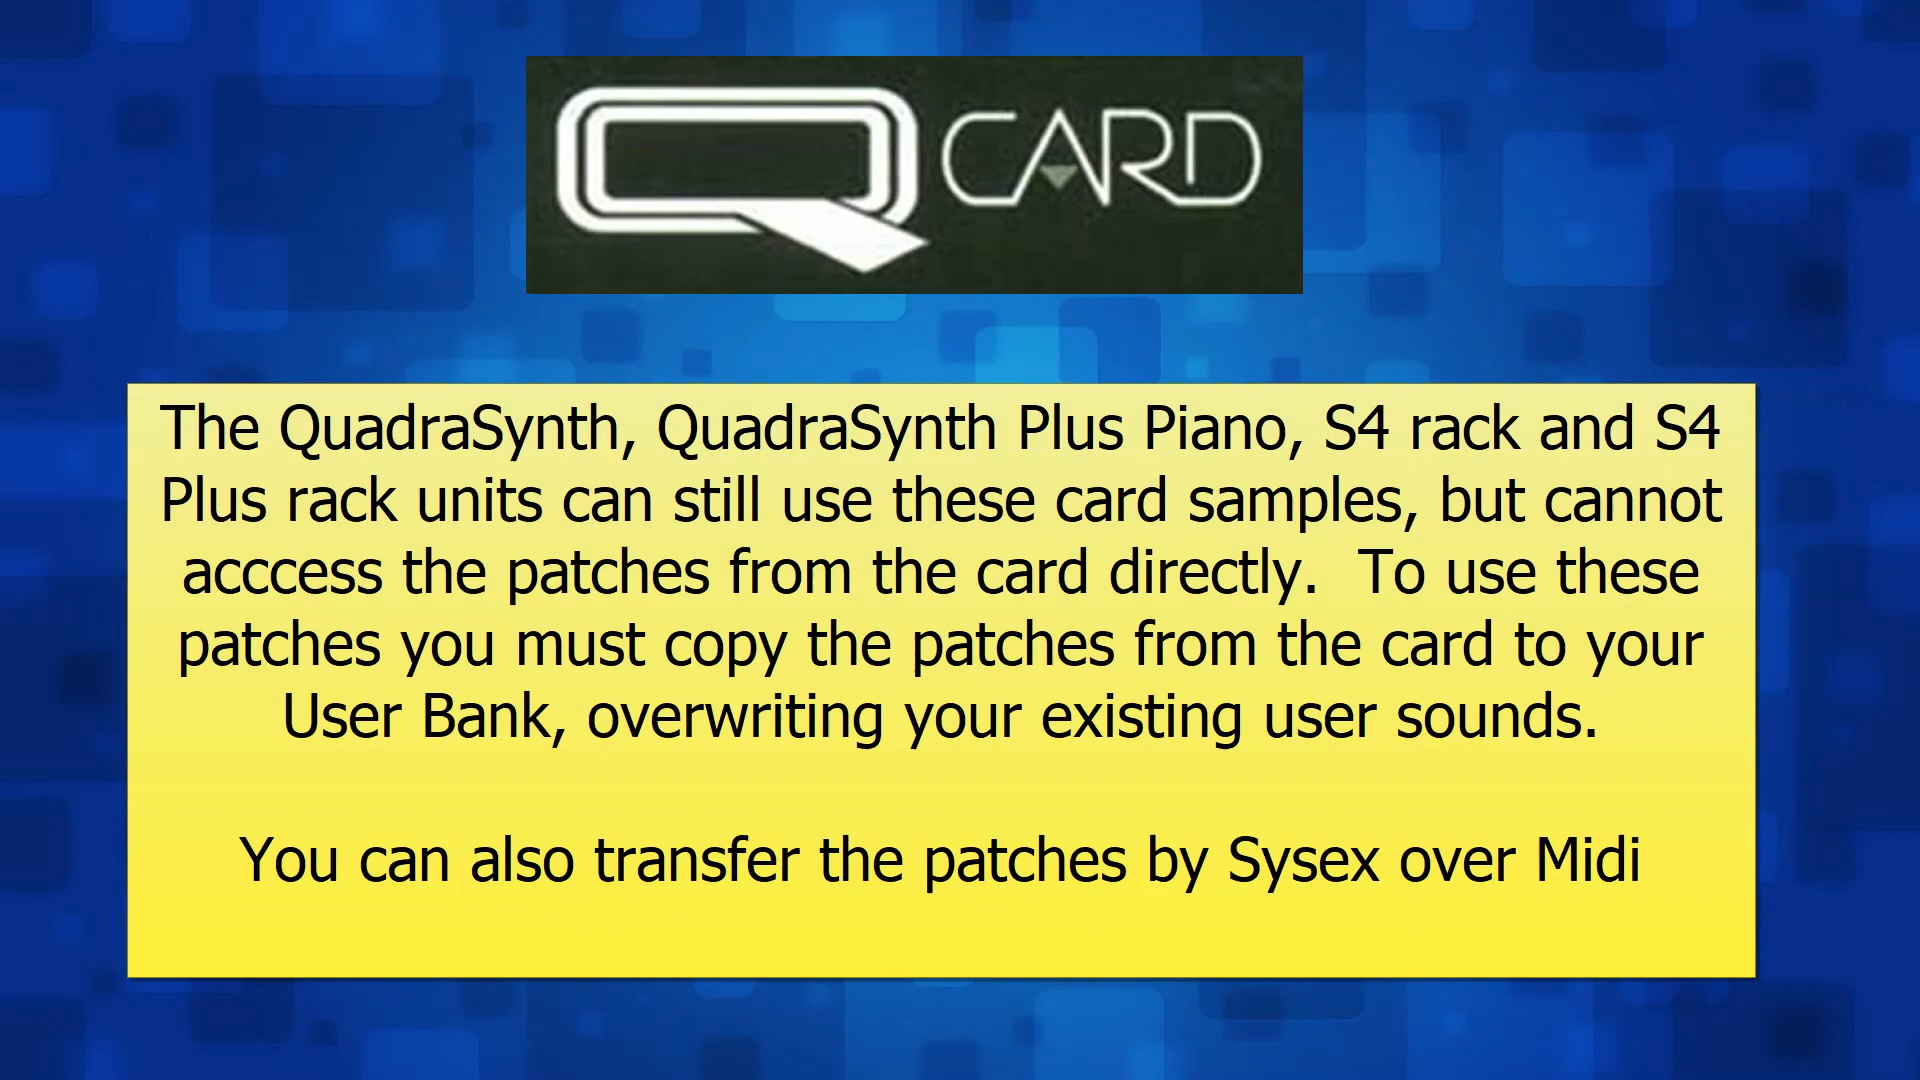 Q CARD
The QuadraSynth, QuadraSynth Plus Piano, S4 rack and S4
Plus rack units can still use these card samples, but cannot
acccess the patches from the card directly.  To use these
patches you must copy the patches from the card to your
User Bank, overwriting your existing user sounds.
You can also transfer the patches by Sysex over Midi